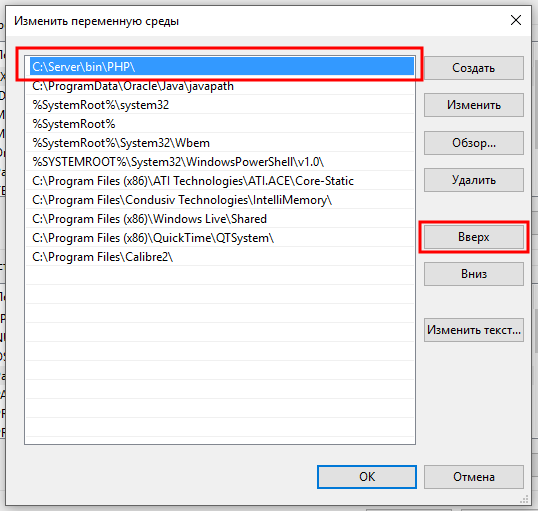 Изменить переменную среды
C:\Server\bin\PHP\
C:\ProgramData\Oracle\Java\javapath
%SystemRoot%\system32
%SystemRoot%
%SystemRoot%\System32\Wbem
%SYSTEMROOT%\System32\WindowsPowerShell\v1.0\
C:\Program Files (x86)\ATI Technologies\ATI.ACE\Core-Static
C:\Program Files\Condusiv Technologies\IntelliMemory\
C:\Program Files (x86)\Windows Live\Shared
C:\Program Files (x86)\QuickTime\QTSystem\
C:\Program Files\Calibre2\
Создать
Изменить
Обзор...
Удалить
Вверх
Вниз
Изменить текст...
ОК
Отмена